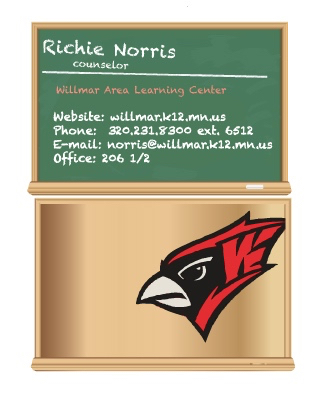 Richie Norris
counselor
Willmar Area Learning Center
Website: willmar.k12.mn.us
Phone: 320.231.8300 ext. 6512
E-mail: norris@willmar.k12.mn.us
Office: 206 1/2